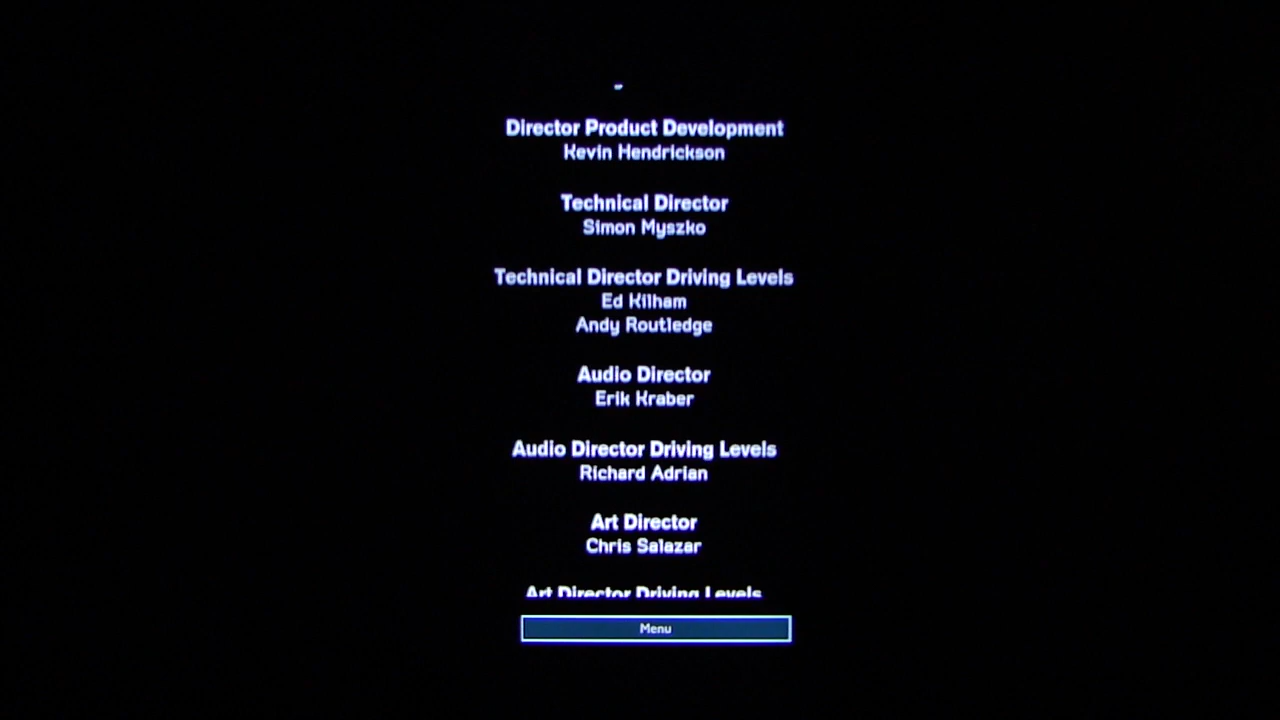 Director Product Development
Kevin Hendrickson
Technical Director
Simon Myszko
Technical Director Driving Levels
Ed Kilham
Andy Routledge
Audio Director
Erik Kraber
Audio Director Driving Levels
Richard Adrian
Art Director
Chris Salazar
Art Director Driving Levels
Menu